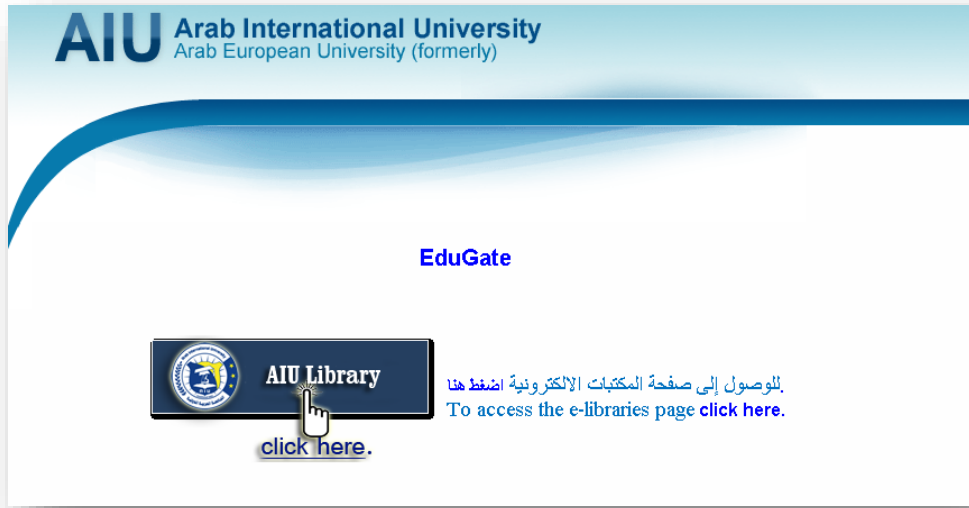 AIU Arab International University
Arab European University (formerly)
EduGate
AIU Library
click here.
للوصول إلى صفحة المكتبات الالكترونية اضغط هنا.
To access the e-libraries page click here.